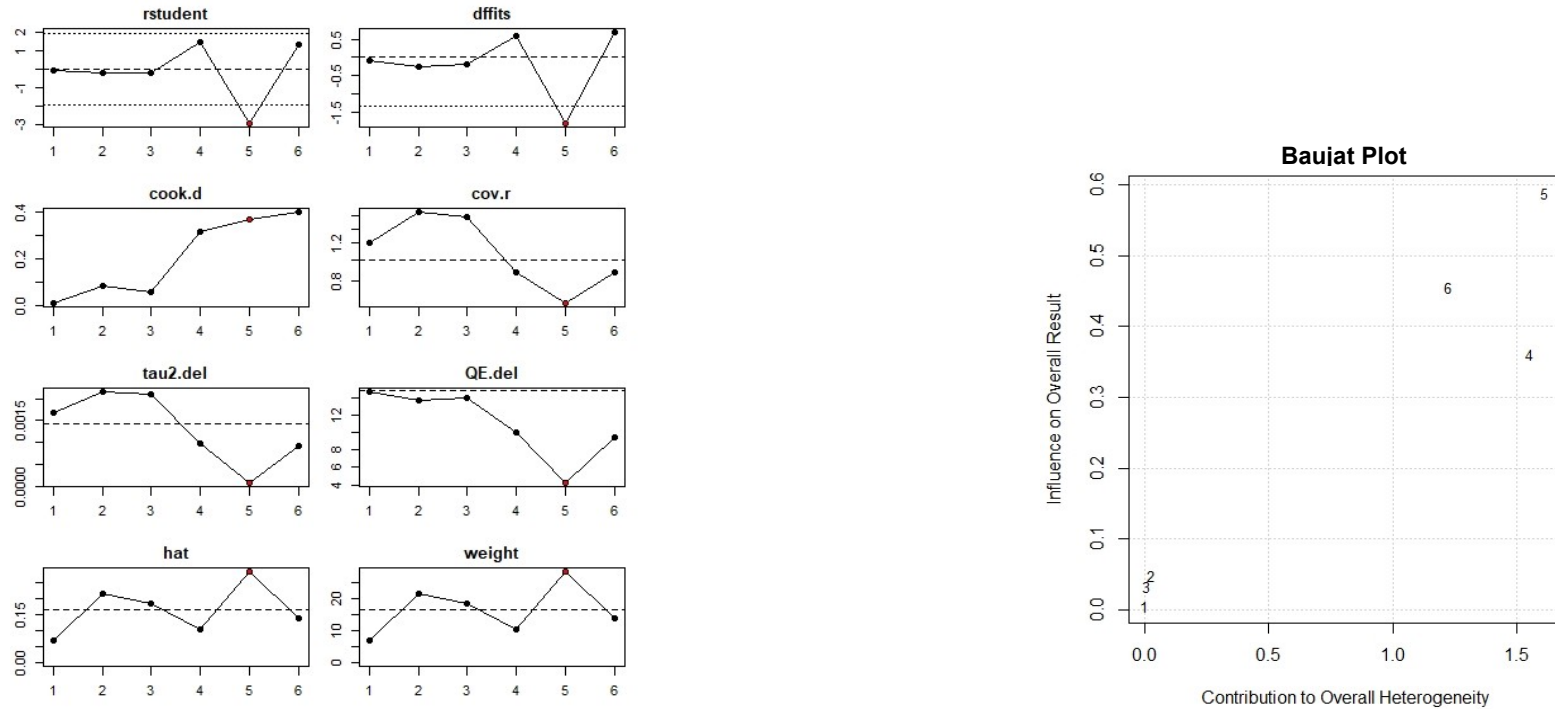 rstudent
2
1
-1
-3
1 2 3 4 5 6
dffits
0.5
-0.5
-1.5
1 2 3 4 5 6
cook.d
0.4
0.2
0.0
1 2 3 4 5 6
cov.r
1.2
0.8
1 2 3 4 5 6
tau2.del
0.0015
0.0000
1 2 3 4 5 6
QE.del
12
8
6
4
1 2 3 4 5 6
hat
0.15
0.00
1 2 3 4 5 6
weight
20
10
0
1 2 3 4 5 6
Baujat Plot
Influence on Overall Result
0.6
0.5
0.4
0.3
0.2
0.1
0.0
5
6
4
2
3
1
0.0 0.5 1.0 1.5
Contribution to Overall Heterogeneity